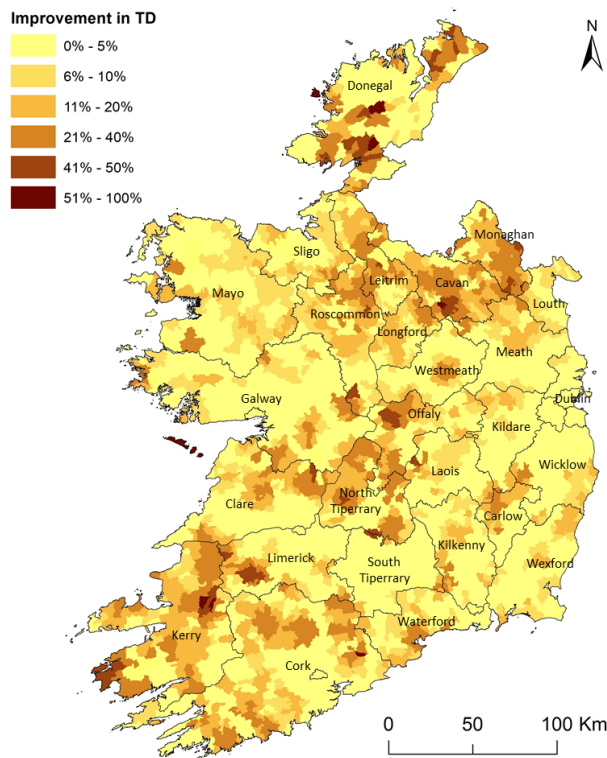 Improvement in TD
0% - 5%
6% - 10%
11% - 20%
21% - 40%
41% - 50%
51% - 100%
N
Donegal
Monaghan
Sligo
Leitrim
Cavan
Mayo
Louth
Roscommon
Longford
Meath
Westmeath
Galway
Dublin
Offaly
Kildare
Wicklow
Laois
Clare
North
Tiperrary
Carlow
Kilkenny
Limerick
South
Tiperrary
Wexford
Waterford
Kerry
Cork
0 50 100 Km